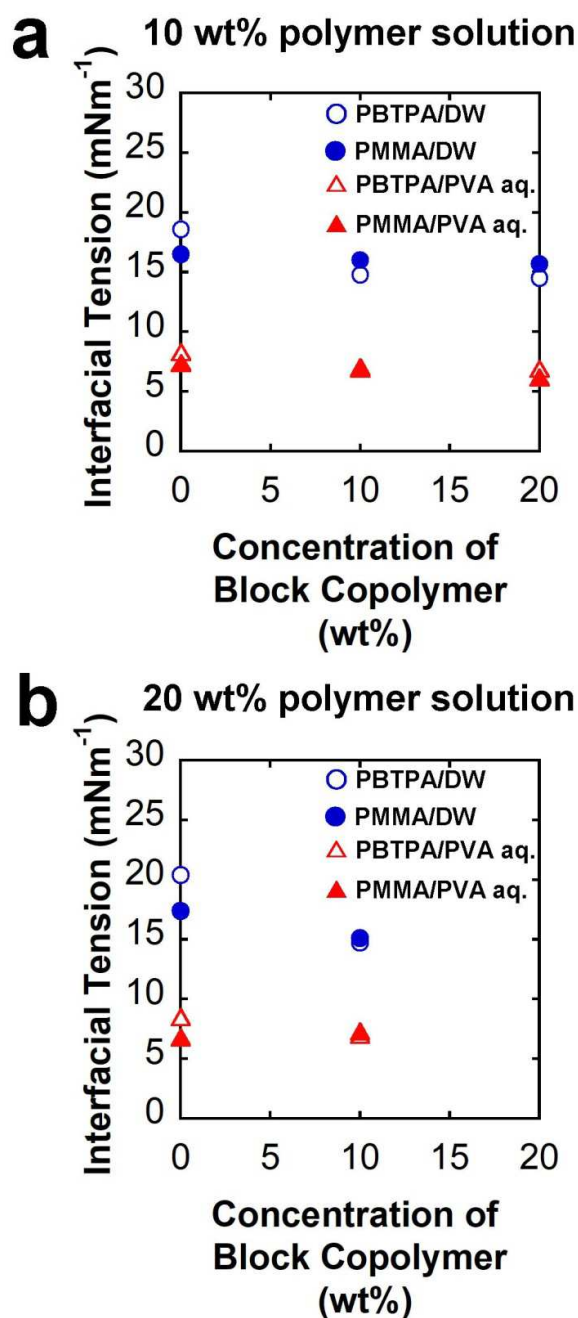 a 10 wt% polymer solution
Interfacial Tension (mNm⁻¹)
30
25
20
15
10
5
0
PBTPA/DW
PMMA/DW
PBTPA/PVA aq.
PMMA/PVA aq.
0 5 10 15 20
Concentration of
Block Copolymer
(wt%)
b 20 wt% polymer solution
Interfacial Tension (mNm⁻¹)
30
25
20
15
10
5
0
PBTPA/DW
PMMA/DW
PBTPA/PVA aq.
PMMA/PVA aq.
0 5 10 15 20
Concentration of
Block Copolymer
(wt%)